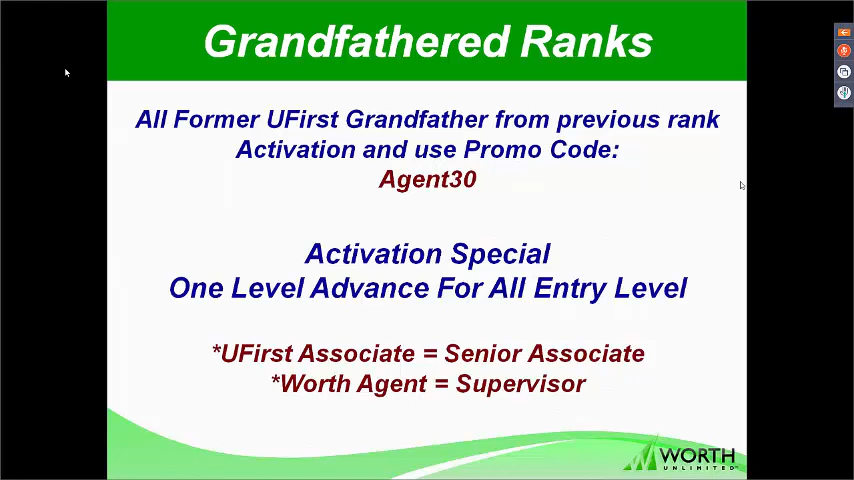 Grandfathered Ranks
All Former UFirst Grandfather from previous rank
Activation and use Promo Code:
Agent30
Activation Special
One Level Advance For All Entry Level
*UFirst Associate = Senior Associate
*Worth Agent = Supervisor
WORTH
UNLIMITED™